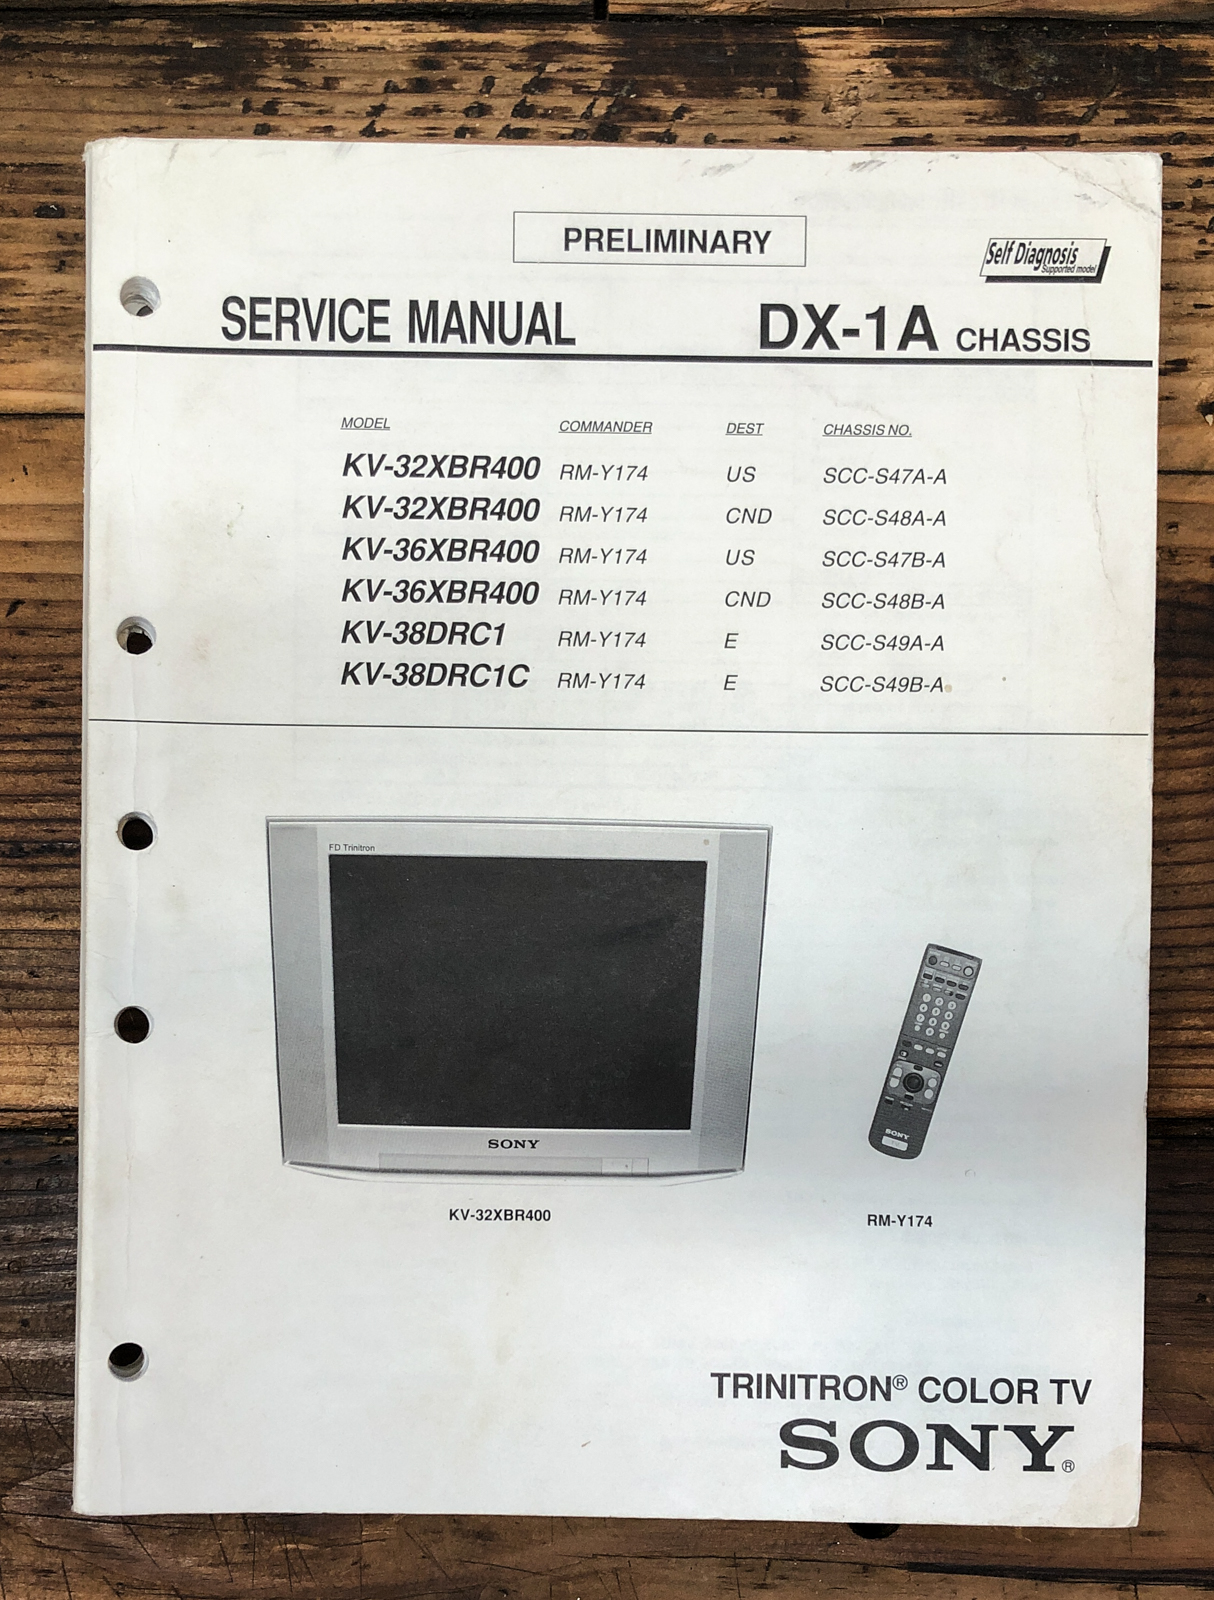 PRELIMINARY
Self Diagnosis
Supported model
SERVICE MANUAL DX-1A CHASSIS
MODEL COMMANDER DEST CHASSIS NO.
KV-32XBR400 RM-Y174 US SCC-S47A-A
KV-32XBR400 RM-Y174 CND SCC-S48A-A
KV-36XBR400 RM-Y174 US SCC-S47B-A
KV-36XBR400 RM-Y174 CND SCC-S48B-A
KV-38DRC1 RM-Y174 E SCC-S49A-A
KV-38DRC1C RM-Y174 E SCC-S49B-A
FD Trinitron
SONY
SONY
KV-32XBR400 RM-Y174
TRINITRON® COLOR TV
SONY®